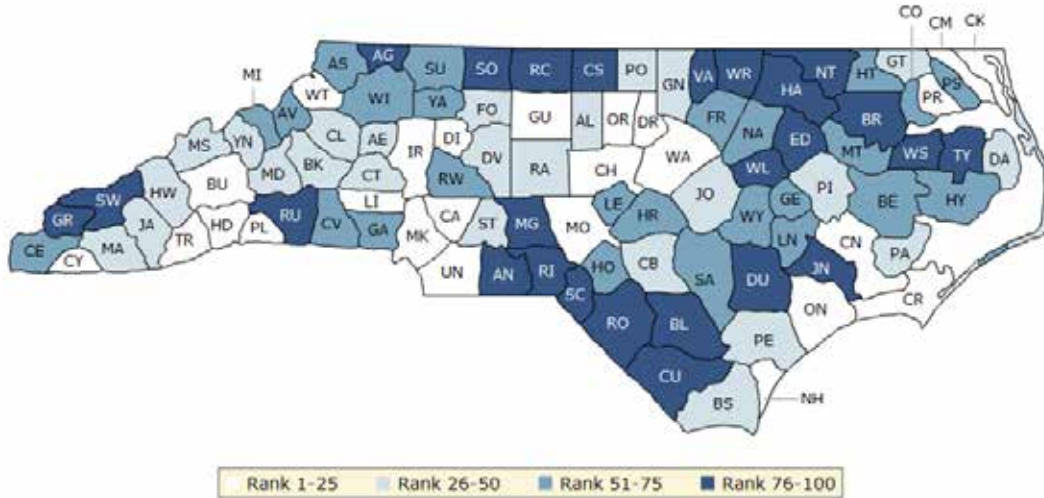 CO CM CK
MI AS AG SU SO RC CS PO GN VA WR NT HT GT PS
WT WI YA HA PR
AV FO GU AL OR DR FR BR
MS YN CL AE IR DI NA ED
DV WA MT WS TY DA
BK CT RA CH WL
SW HW BU MD RW JO PI BE HY
GR LI LE
JA RU CV GA CA ST MG HR WY GE
CE MA TR HD PL MK MO LN CN PA
CY UN AN RI HO CB SA DU JN
SC ON CR
RO BL PE
CU BS NH
Rank 1-25 Rank 26-50 Rank 51-75 Rank 76-100